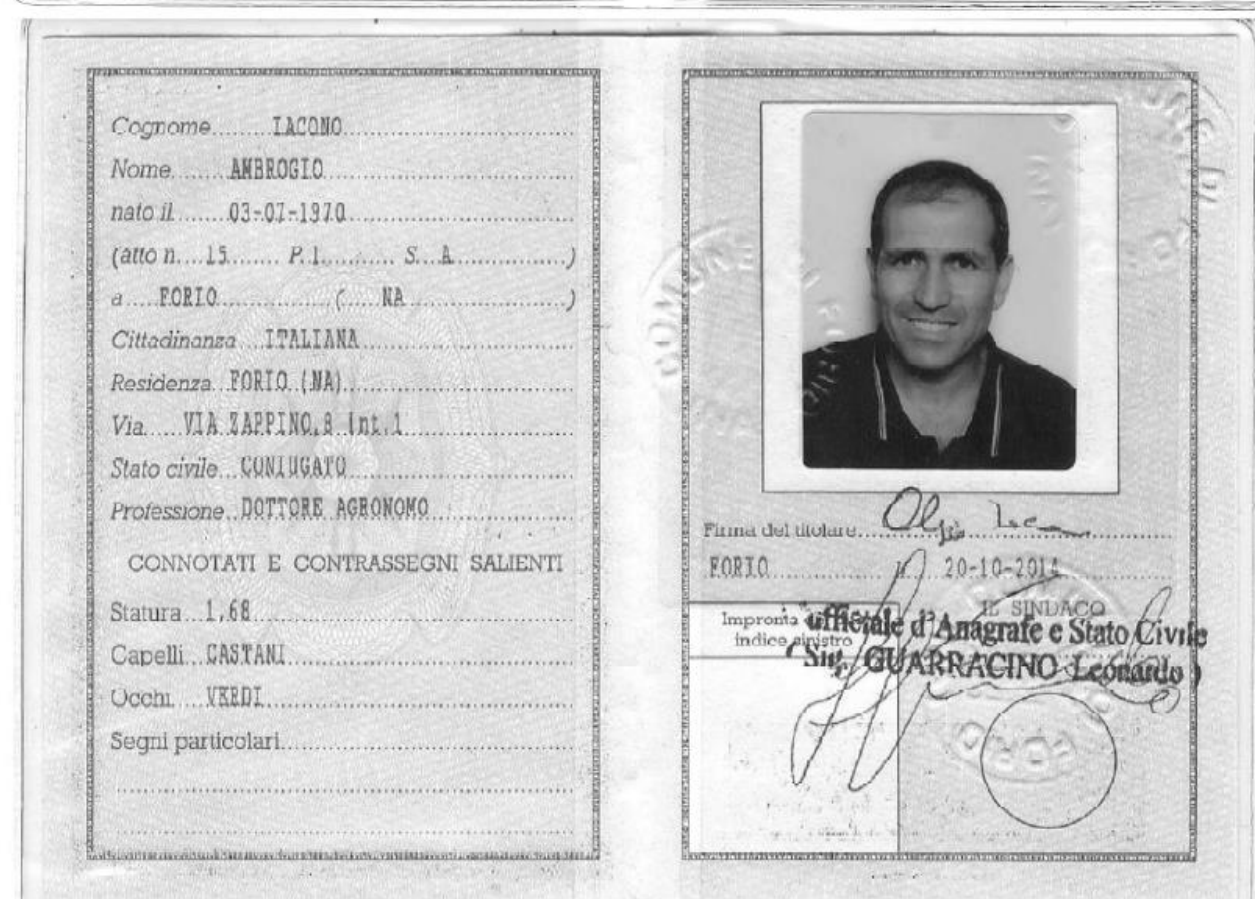 Cognome IACONO
Nome AMBROGIO
nato il 03-07-1970
(atto n. 15 P. I S. A )
a FORIO ( NA )
Cittadinanza ITALIANA
Residenza FORIO (NA)
Via VIA ZAPPINO,8 int.1
Stato civile CONIUGATO
Professione DOTTORE AGRONOMO
CONNOTATI E CONTRASSEGNI SALIENTI
Statura 1,68
Capelli CASTANI
Occhi VERDI
Segni particolari
Firma del titolare
FORIO 20-10-2014
IL SINDACO
Impronta
indice sinistro
ufficiale d'Anagrafe e Stato Civile
( Sig. GUARRACINO Leonardo )
COMUNE
FORIO